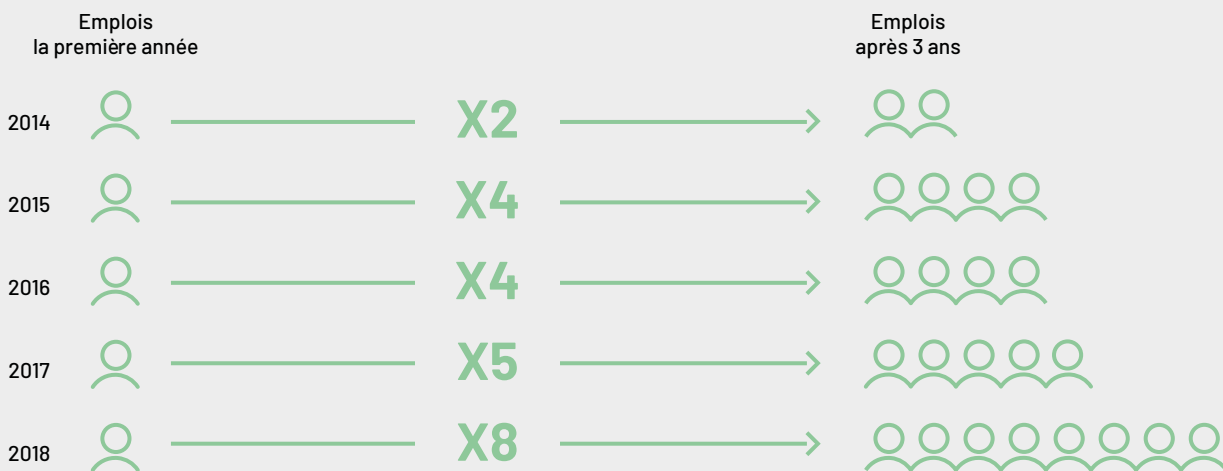 Emplois
la première année
Emplois
après 3 ans
2014
X2
2015
X4
2016
X4
2017
X5
2018
X8